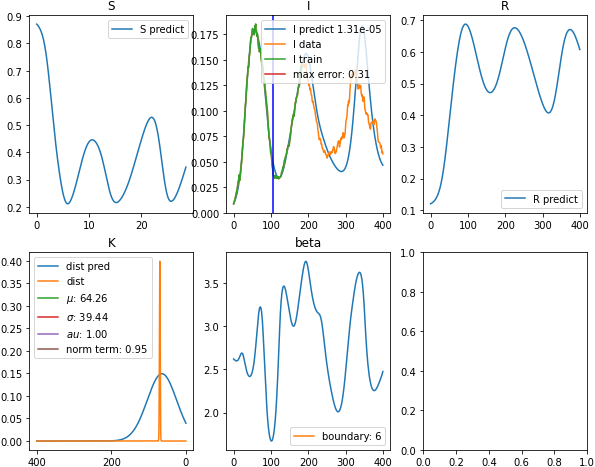 S
I
R
0.9
0.8
0.7
0.6
0.5
0.4
0.3
0.2
0 10 20
S predict
0.175
0.150
0.125
0.100
0.075
0.050
0.025
0.000
0 100 200 300 400
I predict 1.31e-05
I data
I train
max error: 0.31
0.7
0.6
0.5
0.4
0.3
0.2
0.1
0 100 200 300 400
R predict
K
beta
0.40
0.35
0.30
0.25
0.20
0.15
0.10
0.05
0.00
400 200 0
dist pred
dist
μ: 64.26
σ: 39.44
au: 1.00
norm term: 0.95
3.5
3.0
2.5
2.0
0 100 200 300 400
boundary: 6
1.0
0.8
0.6
0.4
0.2
0.0
0.0 0.2 0.4 0.6 0.8 1.0